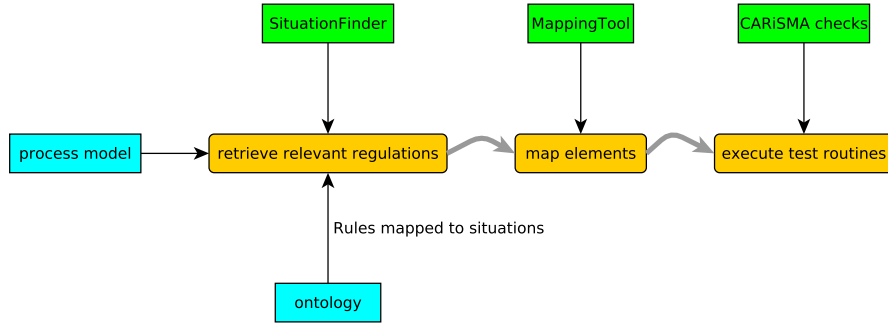 SituationFinder
MappingTool
CARiSMA checks
process model
retrieve relevant regulations
map elements
execute test routines
Rules mapped to situations
ontology